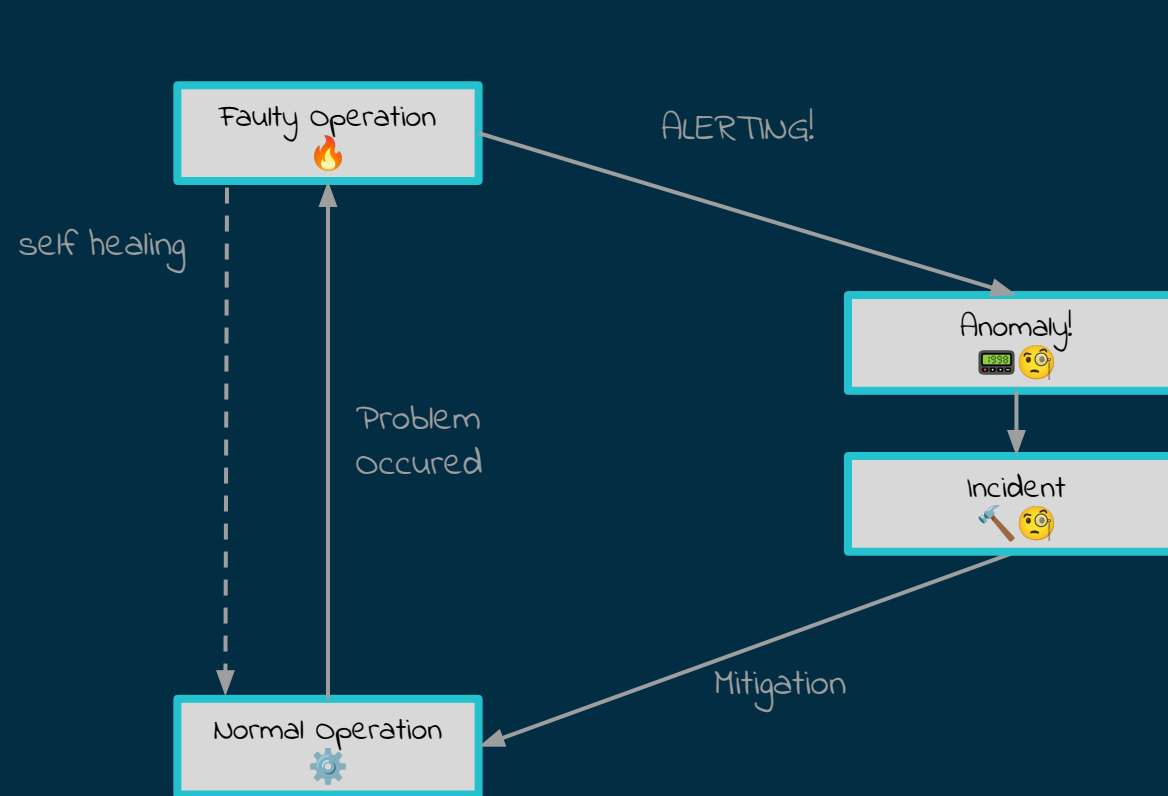 Faulty Operation
ALERTING!
self healing
Anomaly!
Problem
Occured
Incident
Mitigation
Normal Operation